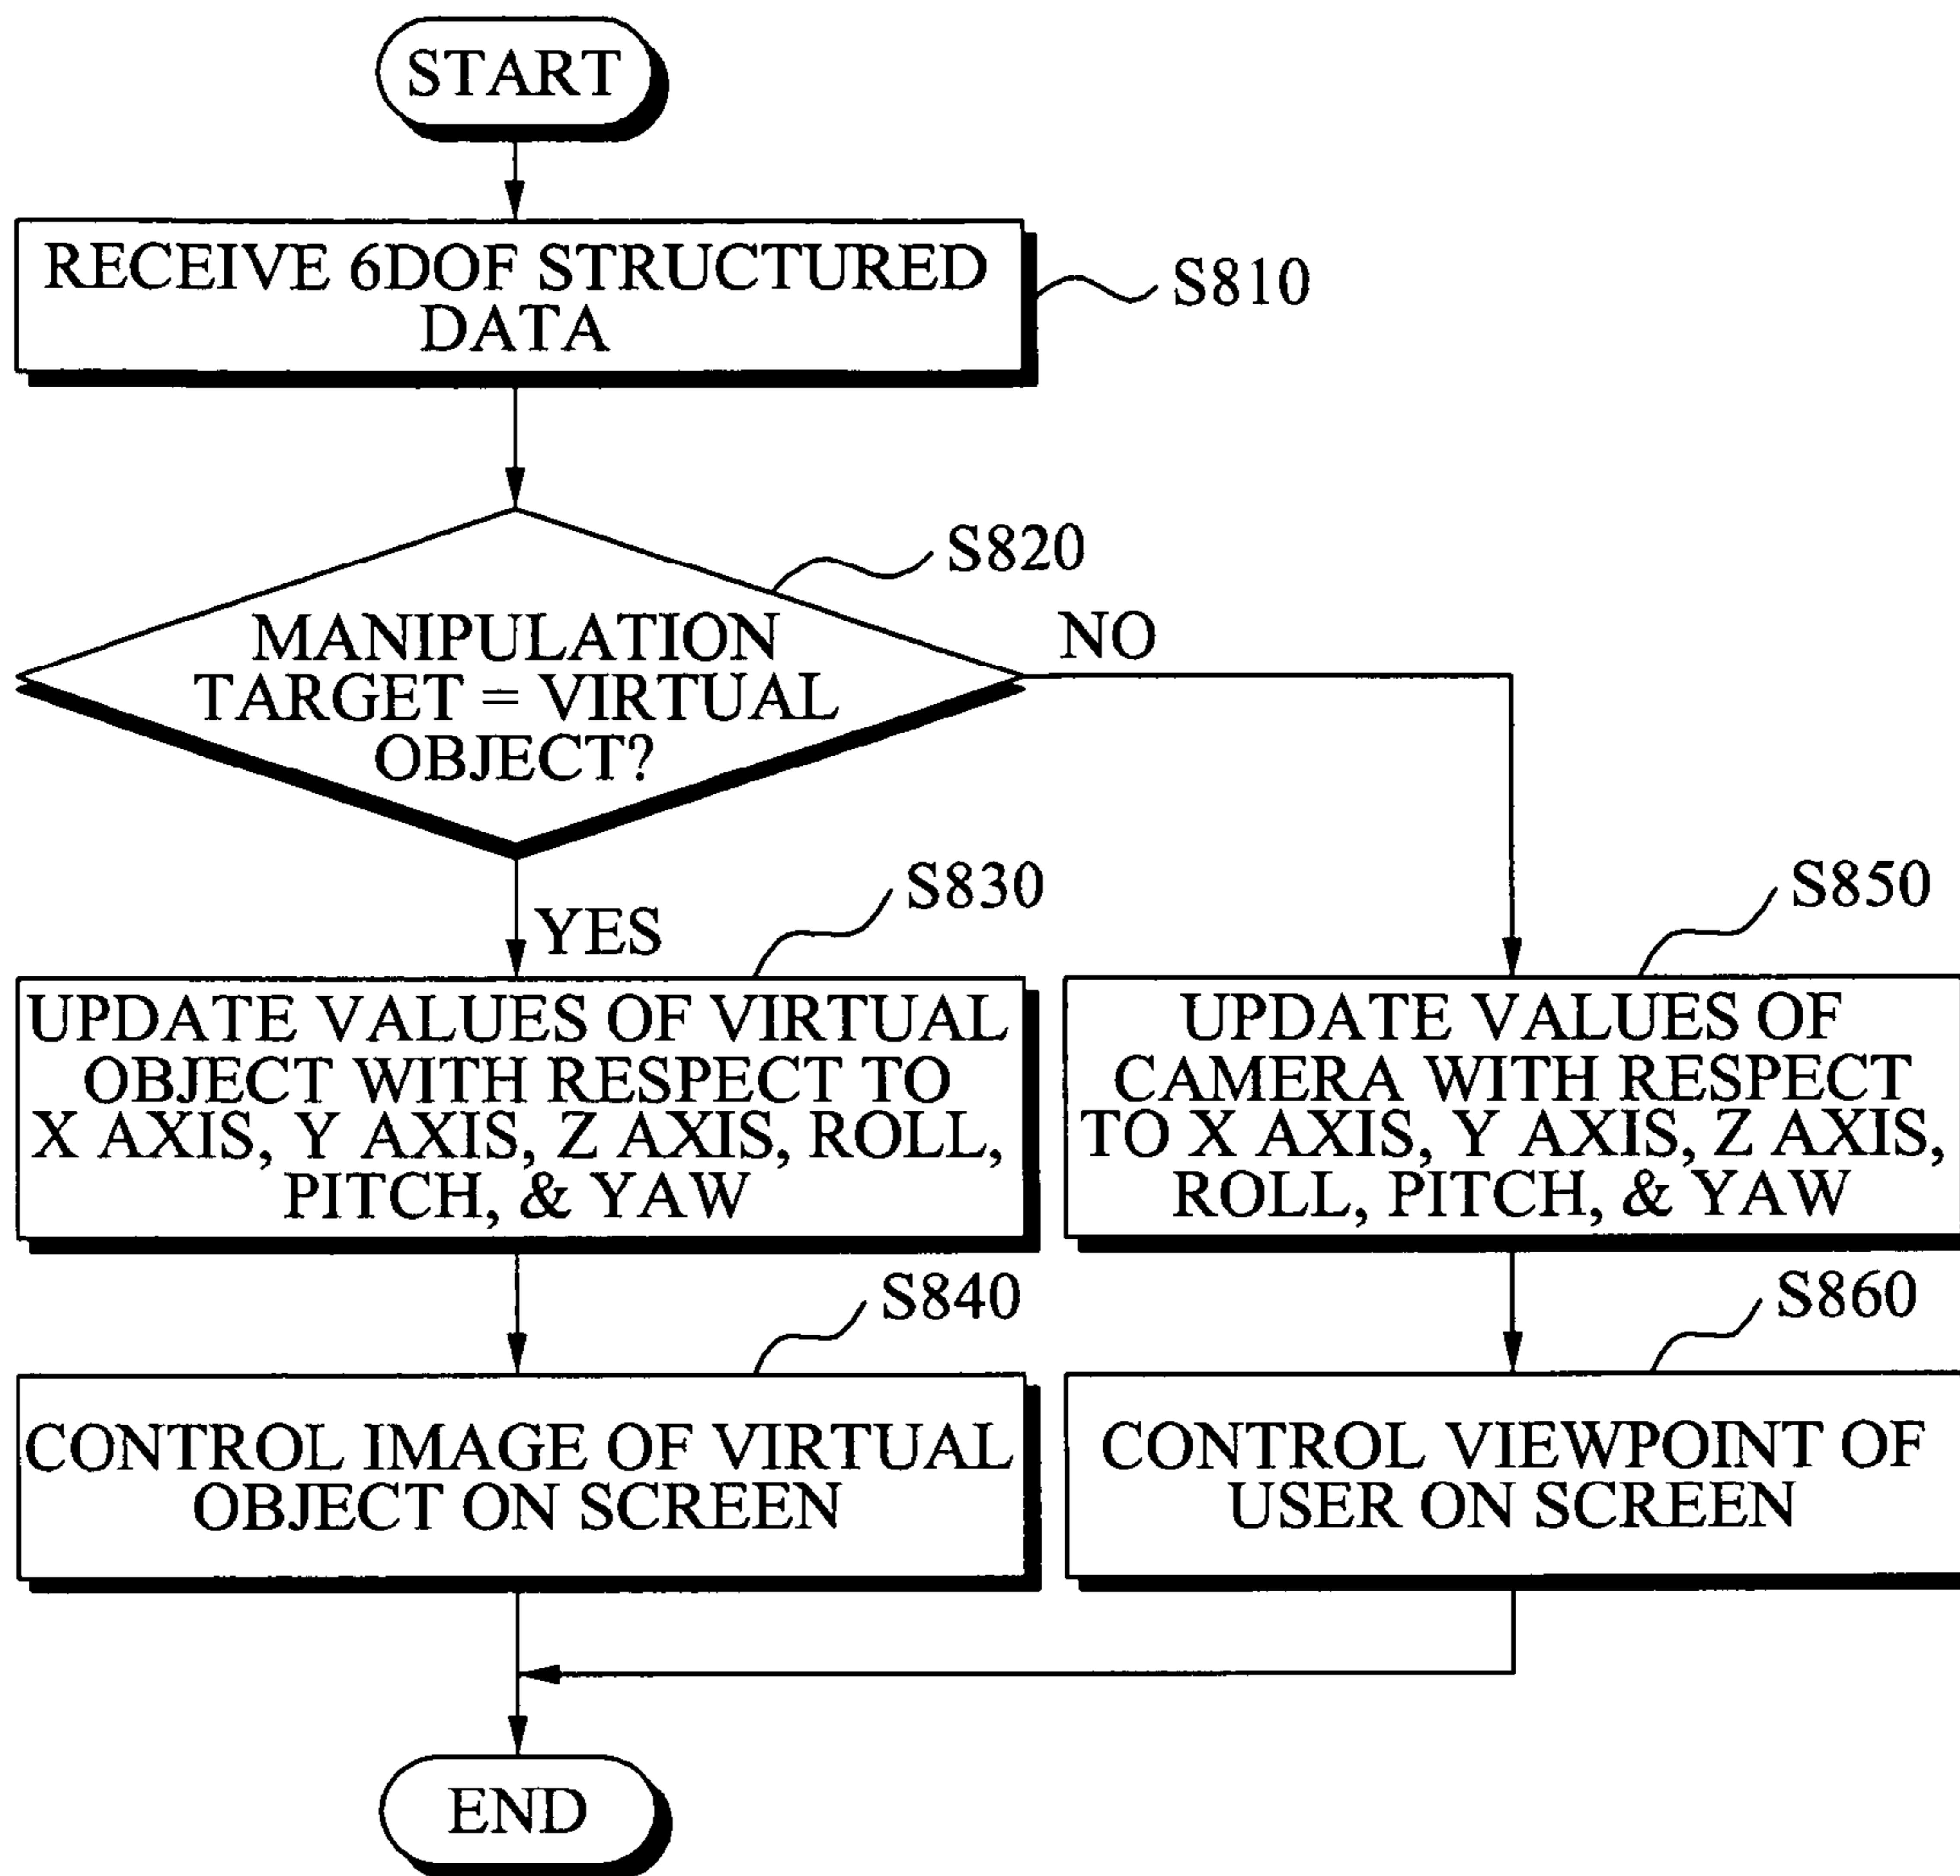 START
RECEIVE 6DOF STRUCTURED
DATA
S810
S820
MANIPULATION
TARGET = VIRTUAL
OBJECT?
NO
YES
S830
UPDATE VALUES OF VIRTUAL
OBJECT WITH RESPECT TO
X AXIS, Y AXIS, Z AXIS, ROLL,
PITCH, & YAW
S850
UPDATE VALUES OF
CAMERA WITH RESPECT
TO X AXIS, Y AXIS, Z AXIS,
ROLL, PITCH, & YAW
S840
CONTROL IMAGE OF VIRTUAL
OBJECT ON SCREEN
S860
CONTROL VIEWPOINT OF
USER ON SCREEN
END